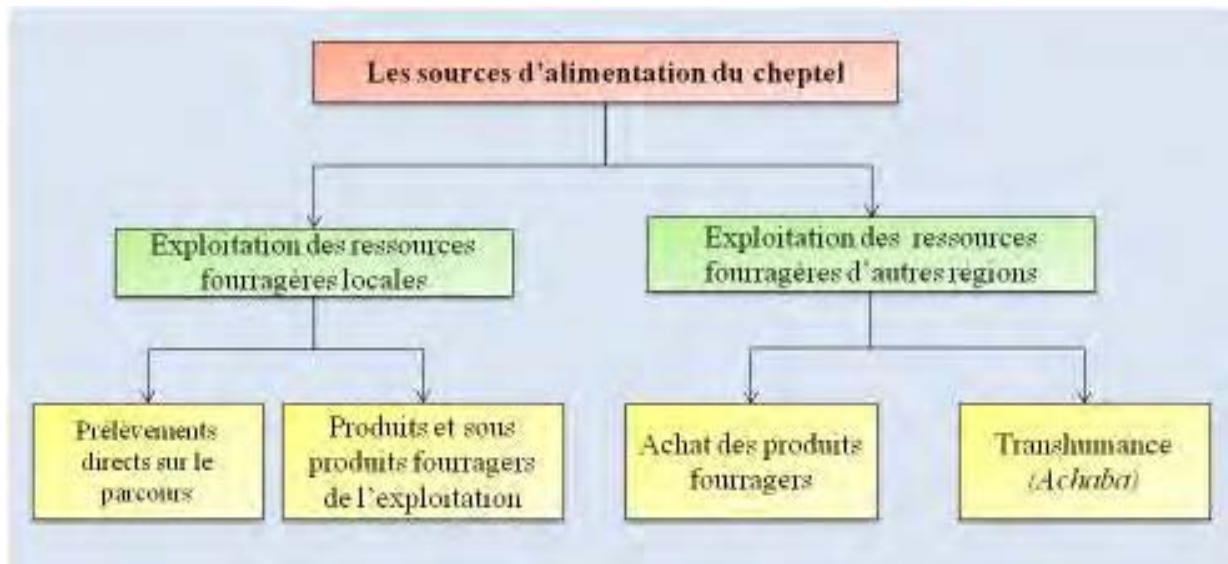 Les sources d'alimentation du cheptel
Exploitation des ressources
fourragères locales
Exploitation des ressources
fourragères d'autres régions
Prélèvements
directs sur le
parcours
Produits et sous
produits fourragers
de l'exploitation
Achat des produits
fourragers
Transhumance
(Achaba)